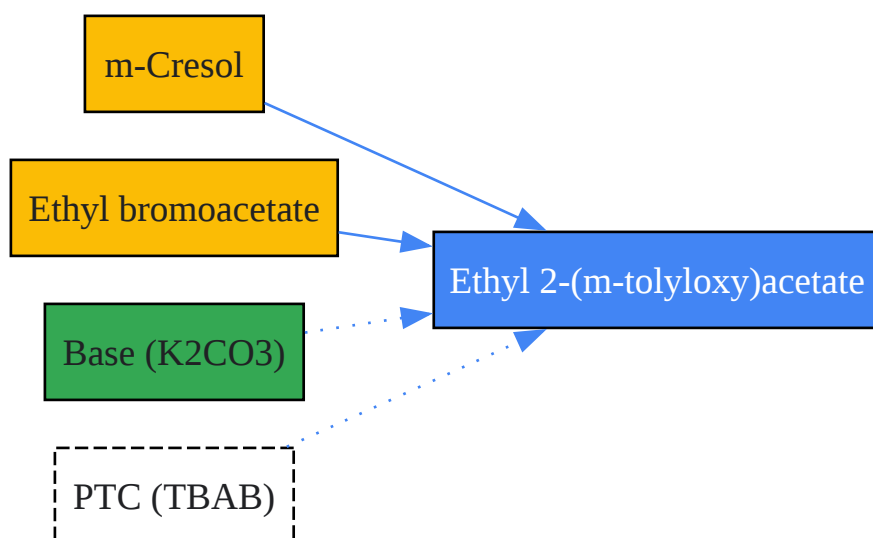 m-Cresol
Ethyl bromoacetate
Ethyl 2-(m-tolyloxy)acetate
Base (K2CO3)
PTC (TBAB)